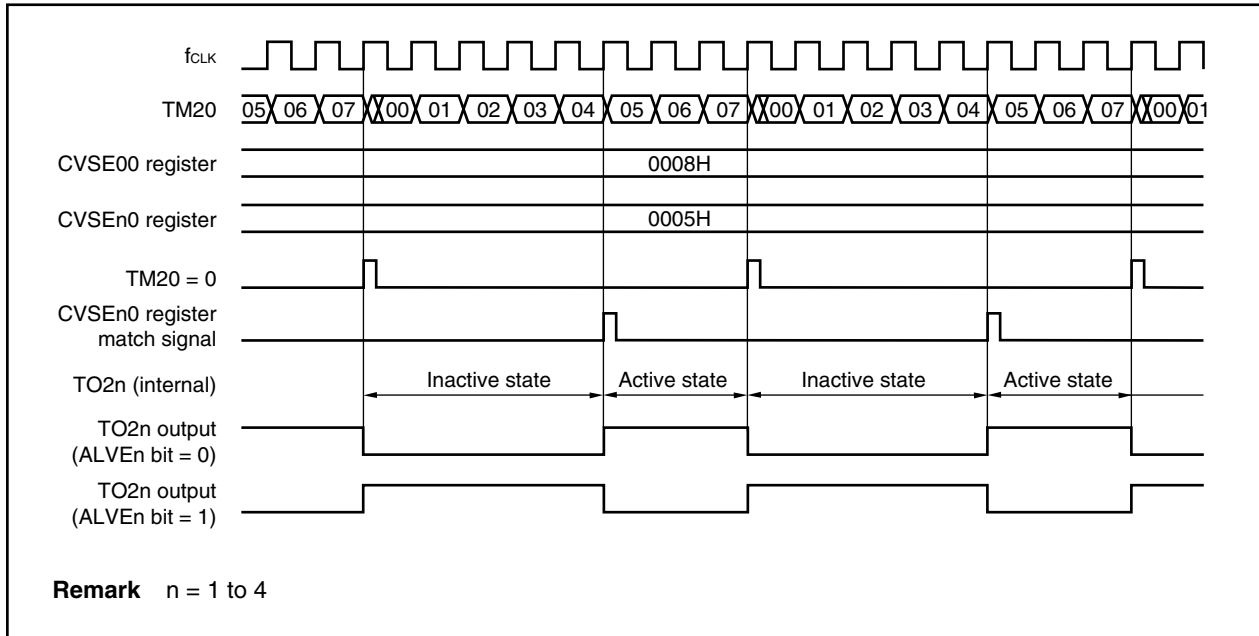 fCLK
TM20 05 06 07 00 01 02 03 04 05 06 07 00 01 02 03 04 05 06 07 00 01
CVSE00 register 0008H
CVSEn0 register 0005H
TM20 = 0
CVSEn0 register
match signal
TO2n (internal) Inactive state Active state Inactive state Active state
TO2n output
(ALVEn bit = 0)
TO2n output
(ALVEn bit = 1)
Remark n = 1 to 4